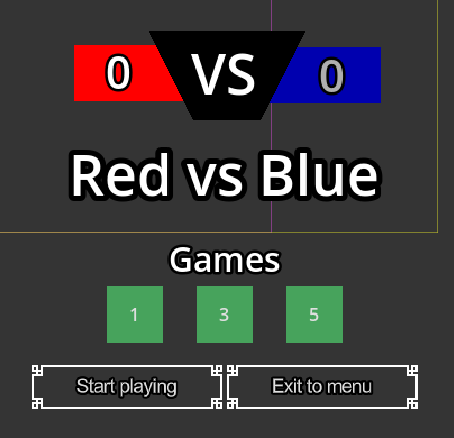 0 VS 0
Red vs Blue
Games
1 3 5
Start playing Exit to menu